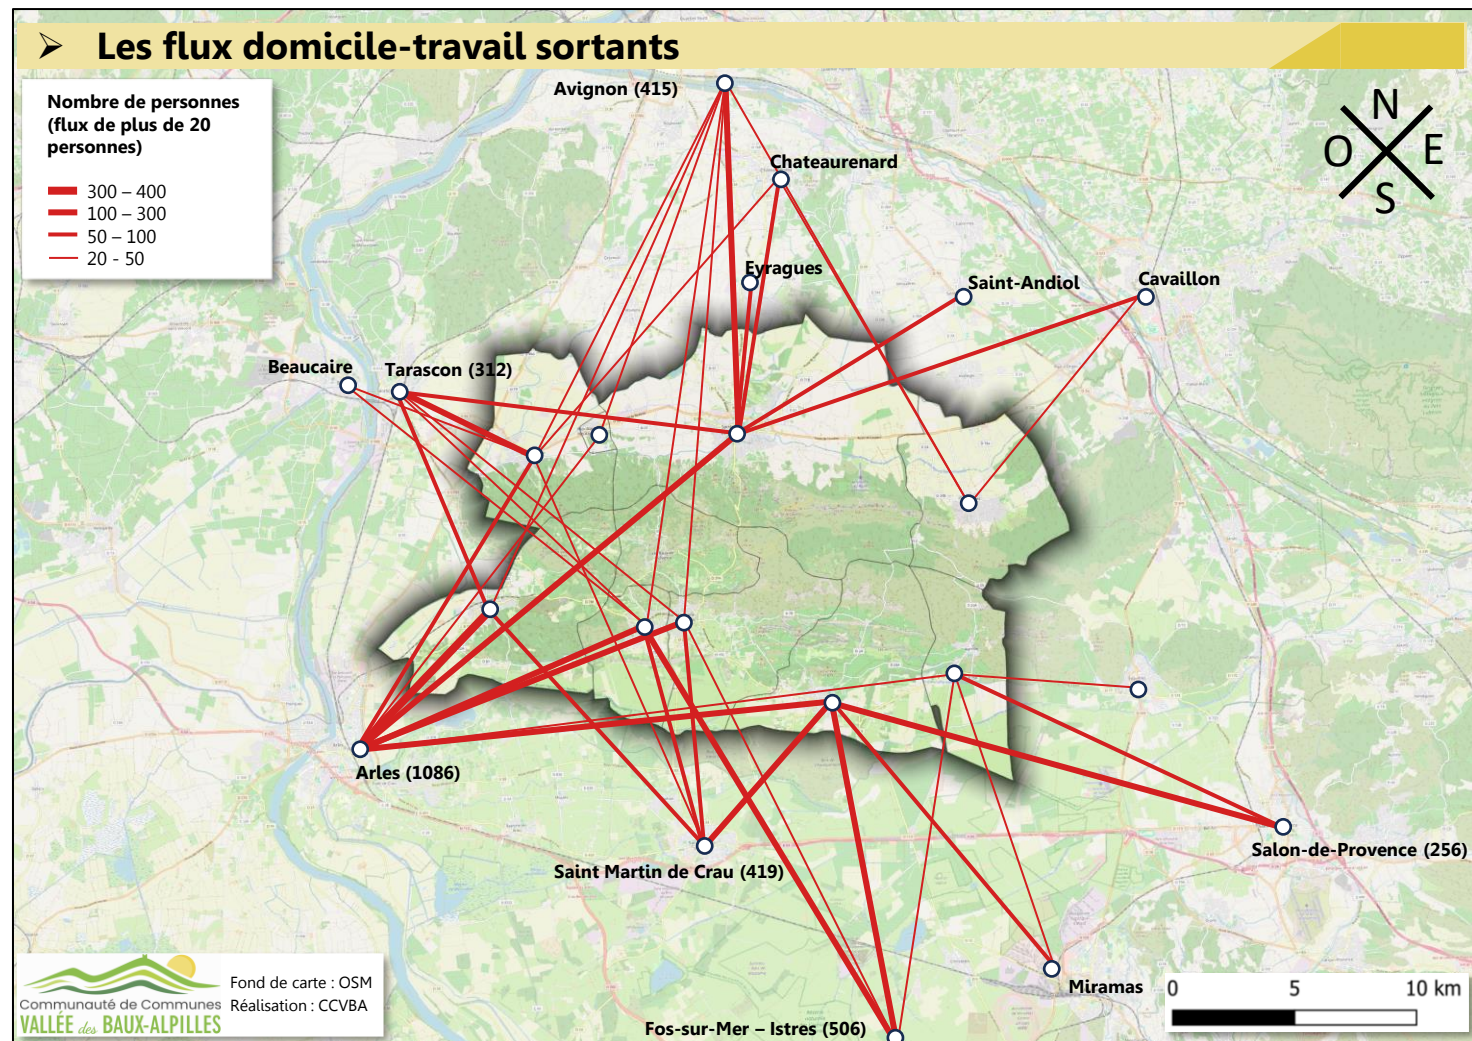 ➤ Les flux domicile-travail sortants
Nombre de personnes
(flux de plus de 20
personnes)
300 – 400
100 – 300
50 – 100
20 - 50
N
O E
S
Avignon (415)
Chateaurenard
Eyragues
Saint-Andiol
Cavaillon
Beaucaire
Tarascon (312)
Arles (1086)
Saint Martin de Crau (419)
Salon-de-Provence (256)
Miramas
Fos-sur-Mer – Istres (506)
Communauté de Communes
VALLÉE des BAUX-ALPILLES
Fond de carte : OSM
Réalisation : CCVBA
0 5 10 km